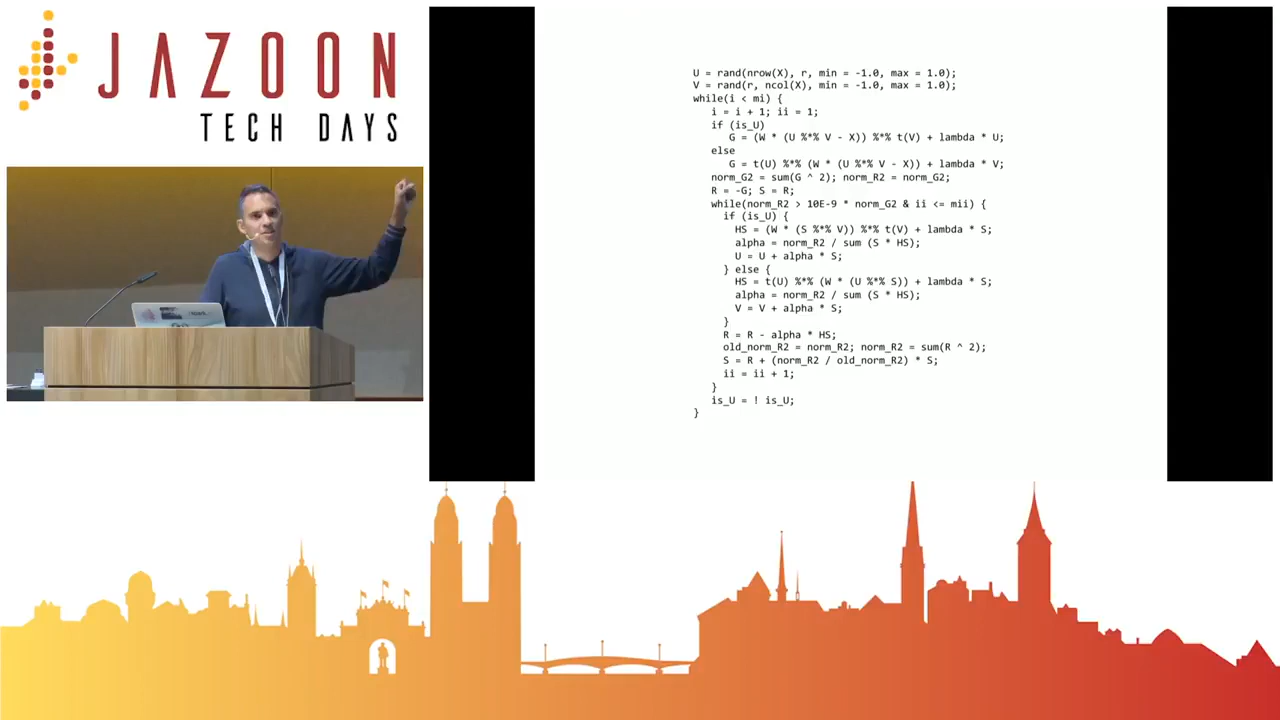 JAZOON
TECH DAYS
U = rand(nrow(X), r, min = -1.0, max = 1.0);
V = rand(r, ncol(X), min = -1.0, max = 1.0);
while(i < mi) {
i = i + 1; ii = 1;
if (is_U)
G = (W * (U %*% V - X)) %*% t(V) + lambda * U;
else
G = t(U) %*% (W * (U %*% V - X)) + lambda * V;
norm_G2 = sum(G ^ 2); norm_R2 = norm_G2;
R = -G; S = R;
while(norm_R2 > 10E-9 * norm_G2 & ii <= mii) {
if (is_U) {
HS = (W * (S %*% V)) %*% t(V) + lambda * S;
alpha = norm_R2 / sum (S * HS);
U = U + alpha * S;
} else {
HS = t(U) %*% (W * (U %*% S)) + lambda * S;
alpha = norm_R2 / sum (S * HS);
V = V + alpha * S;
}
R = R - alpha * HS;
old_norm_R2 = norm_R2; norm_R2 = sum(R ^ 2);
S = R + (norm_R2 / old_norm_R2) * S;
ii = ii + 1;
}
is_U = ! is_U;
}